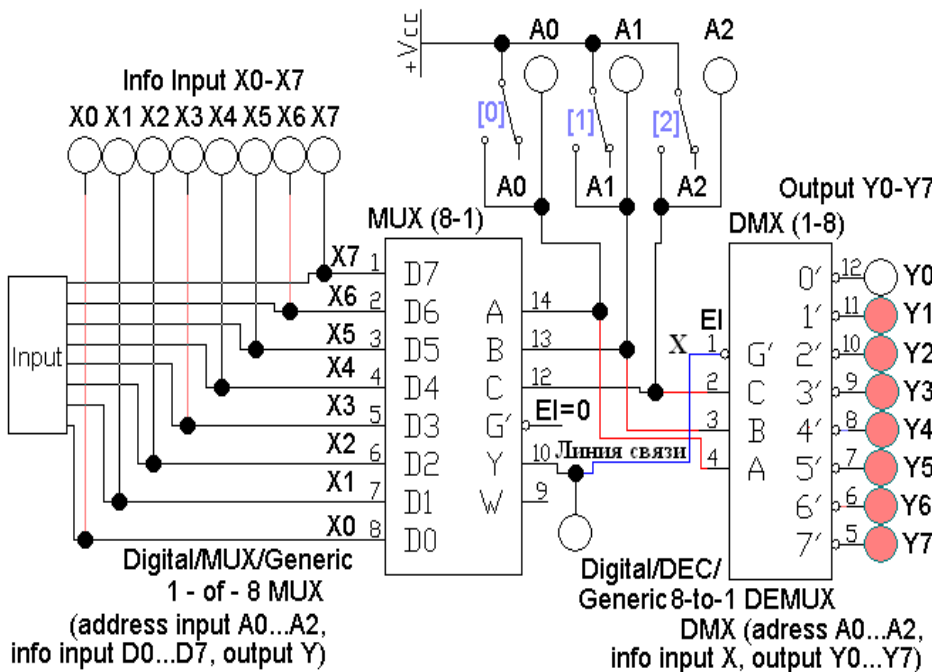 +Vcc
A0 A1 A2
[0] [1] [2]
A0 A1 A2
Info Input X0-X7
X0 X1 X2 X3 X4 X5 X6 X7
Input
X7
X6
X5
X4
X3
X2
X1
X0
MUX (8-1)
1 D7
2 D6
3 D5
4 D4
5 D3
6 D2
7 D1
8 D0
A 14
B 13
C 12
G' EI=0
Y 10
W 9
Линия связи
X
Output Y0-Y7
DMX (1-8)
EI
1 G'
2 C
3 B
4 A
0' 12 Y0
1' 11 Y1
2' 10 Y2
3' 9 Y3
4' 8 Y4
5' 7 Y5
6' 6 Y6
7' 5 Y7
Digital/MUX/Generic
1 - of - 8 MUX
(address input A0...A2,
info input D0...D7, output Y)
Digital/DEC/
Generic 8-to-1 DEMUX
DMX (adress A0...A2,
info input X, output Y0...Y7)